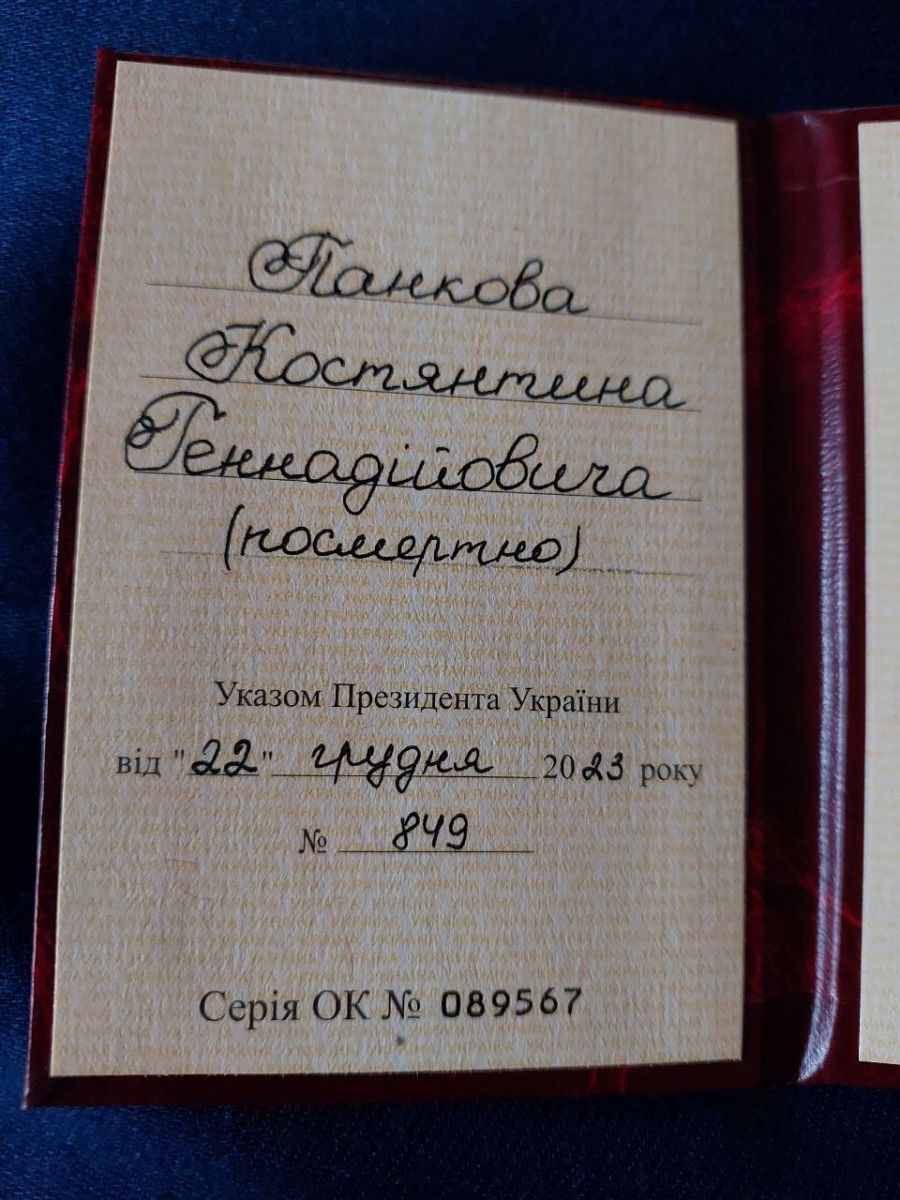 Панкова
Костянтина
Геннадійовича
(посмертно)
Указом Президента України
від "22" грудня 2023 року
№ 849
Серія ОК № 089567